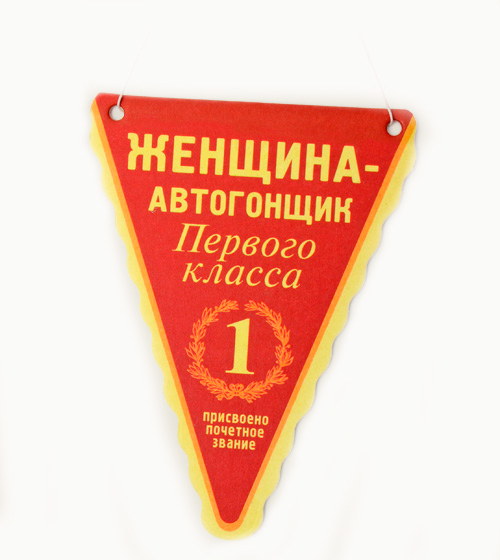 ЖЕНЩИНА-
АВТОГОНЩИК
Первого
класса
1
присвоено
почетное
звание